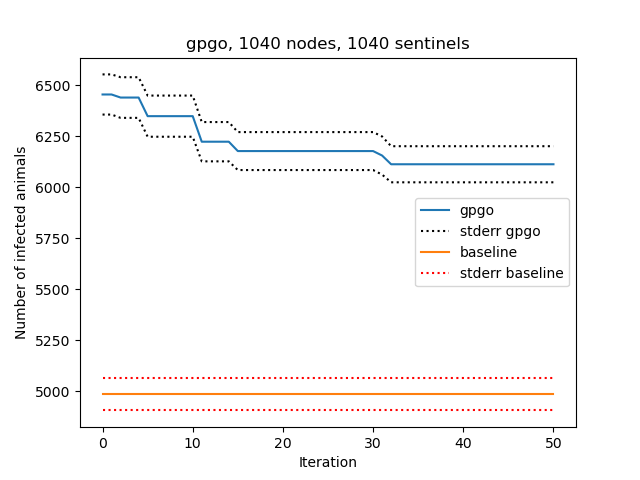 gpgo, 1040 nodes, 1040 sentinels
Number of infected animals
6500
6250
6000
5750
5500
5250
5000
gpgo
stderr gpgo
baseline
stderr baseline
0 10 20 30 40 50
Iteration